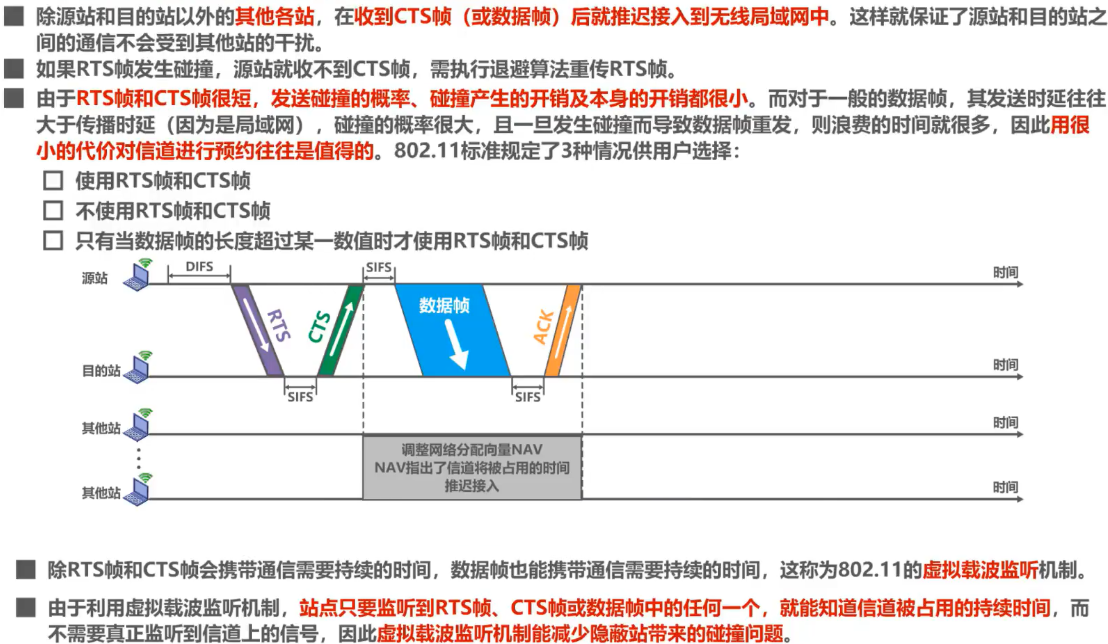 除源站和目的站以外的其他各站，在收到CTS帧（或数据帧）后就推迟接入到无线局域网中。这样就保证了源站和目的站之
间的通信不会受到其他站的干扰。
如果RTS帧发生碰撞，源站就收不到CTS帧，需执行退避算法重传RTS帧。
由于RTS帧和CTS帧很短，发送碰撞的概率、碰撞产生的开销及本身的开销都很小。而对于一般的数据帧，其发送时延往往
大于传播时延（因为是局域网），碰撞的概率很大，且一旦发生碰撞而导致数据帧重发，则浪费的时间就很多，因此用很
小的代价对信道进行预约往往是值得的。802.11标准规定了3种情况供用户选择：
使用RTS帧和CTS帧
不使用RTS帧和CTS帧
只有当数据帧的长度超过某一数值时才使用RTS帧和CTS帧
源站
DIFS
SIFS
时间
RTS
CTS
数据帧
ACK
目的站
时间
SIFS
SIFS
其他站
时间
调整网络分配向量NAV
NAV指出了信道将被占用的时间
推迟接入
其他站
时间
除RTS帧和CTS帧会携带通信需要持续的时间，数据帧也能携带通信需要持续的时间，这称为802.11的虚拟载波监听机制。
由于利用虚拟载波监听机制，站点只要监听到RTS帧、CTS帧或数据帧中的任何一个，就能知道信道被占用的持续时间，而
不需要真正监听到信道上的信号，因此虚拟载波监听机制能减少隐蔽站带来的碰撞问题。